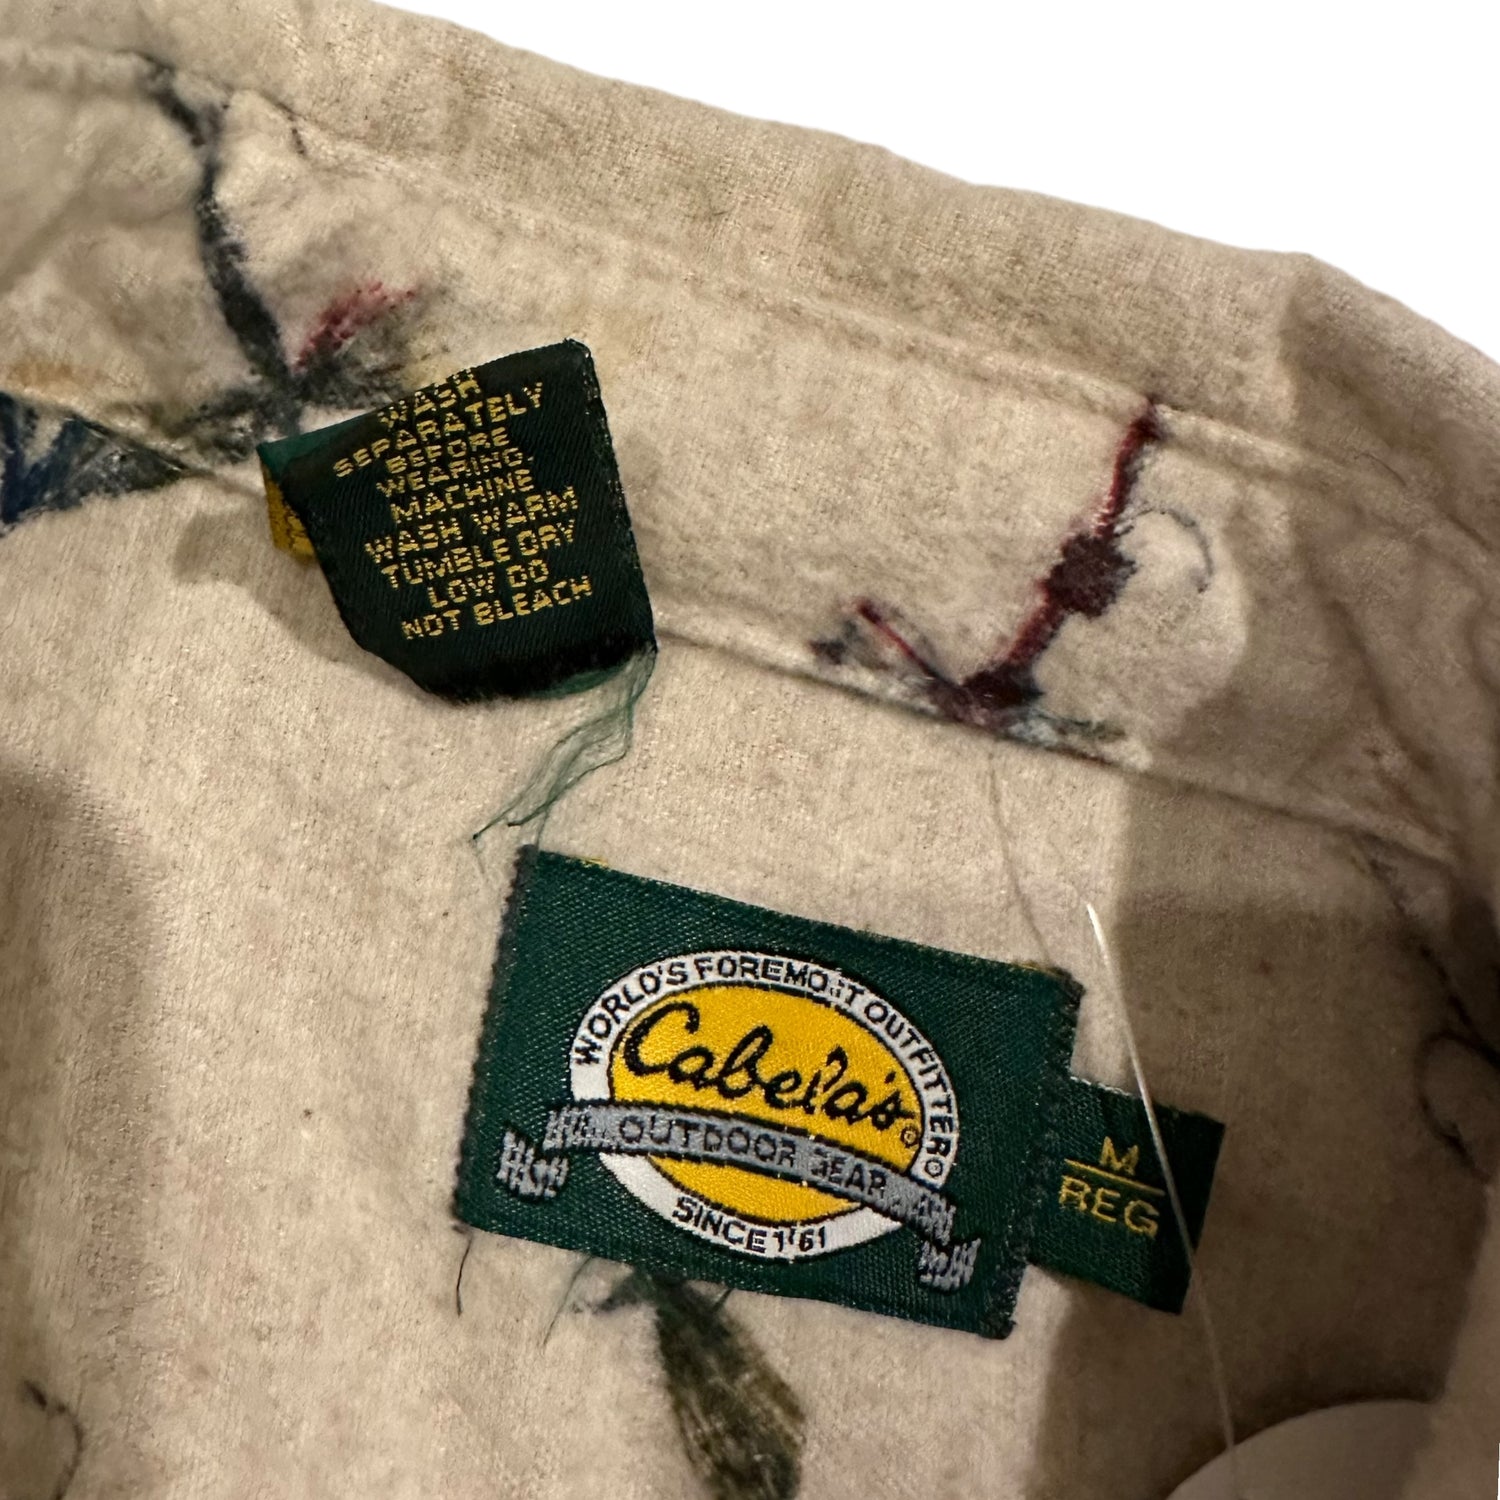 WASH
SEPARATELY
BEFORE
WEARING
MACHINE
WASH WARM
TUMBLE DRY
LOW DO
NOT BLEACH
WORLD'S FOREMOST OUTFITTER®
Cabela's®
OUTDOOR GEAR
SINCE 1961
M
REG